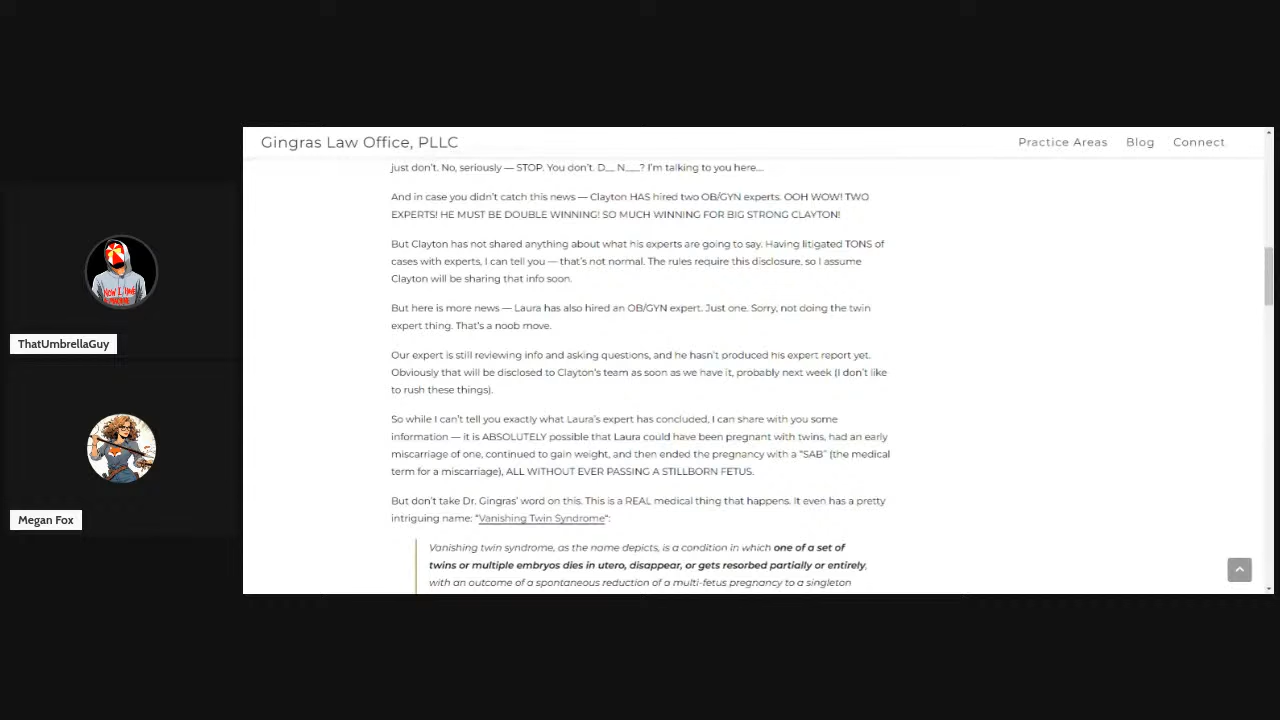 Gingras Law Office, PLLC
Practice Areas
Blog
Connect
just don't. No, seriously — STOP. You don't. D__ N___? I'm talking to you here...
And in case you didn't catch this news — Clayton HAS hired two OB/GYN experts. OOH WOW! TWO
EXPERTS! HE MUST BE DOUBLE WINNING! SO MUCH WINNING FOR BIG STRONG CLAYTON!
But Clayton has not shared anything about what his experts are going to say. Having litigated TONS of
cases with experts, I can tell you — that's not normal. The rules require this disclosure, so I assume
Clayton will be sharing that info soon.
But here is more news — Laura has also hired an OB/GYN expert. Just one. Sorry, not doing the twin
expert thing. That's a noob move.
Our expert is still reviewing info and asking questions, and he hasn't produced his expert report yet.
Obviously that will be disclosed to Clayton's team as soon as we have it, probably next week (I don't like
to rush these things).
So while I can't tell you exactly what Laura's expert has concluded, I can share with you some
information — it is ABSOLUTELY possible that Laura could have been pregnant with twins, had an early
miscarriage of one, continued to gain weight, and then ended the pregnancy with a "SAB" (the medical
term for a miscarriage), ALL WITHOUT EVER PASSING A STILLBORN FETUS.
But don't take Dr. Gingras' word on this. This is a REAL medical thing that happens. It even has a pretty
intriguing name: "Vanishing Twin Syndrome":
Vanishing twin syndrome, as the name depicts, is a condition in which one of a set of
twins or multiple embryos dies in utero, disappear, or gets resorbed partially or entirely,
with an outcome of a spontaneous reduction of a multi-fetus pregnancy to a singleton
ThatUmbrellaGuy
Megan Fox